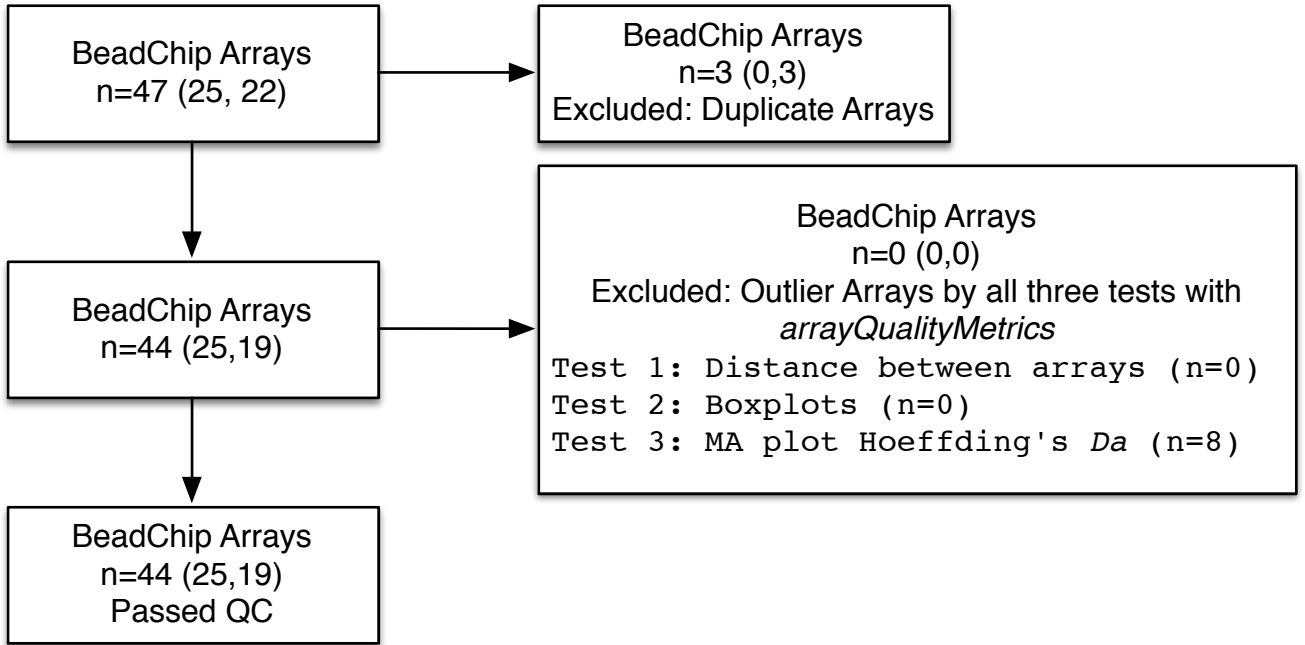 BeadChip Arrays
n=47 (25, 22)
BeadChip Arrays
n=3 (0,3)
Excluded: Duplicate Arrays
BeadChip Arrays
n=44 (25,19)
BeadChip Arrays
n=0 (0,0)
Excluded: Outlier Arrays by all three tests with
arrayQualityMetrics
Test 1: Distance between arrays (n=0)
Test 2: Boxplots (n=0)
Test 3: MA plot Hoeffding's Da (n=8)
BeadChip Arrays
n=44 (25,19)
Passed QC